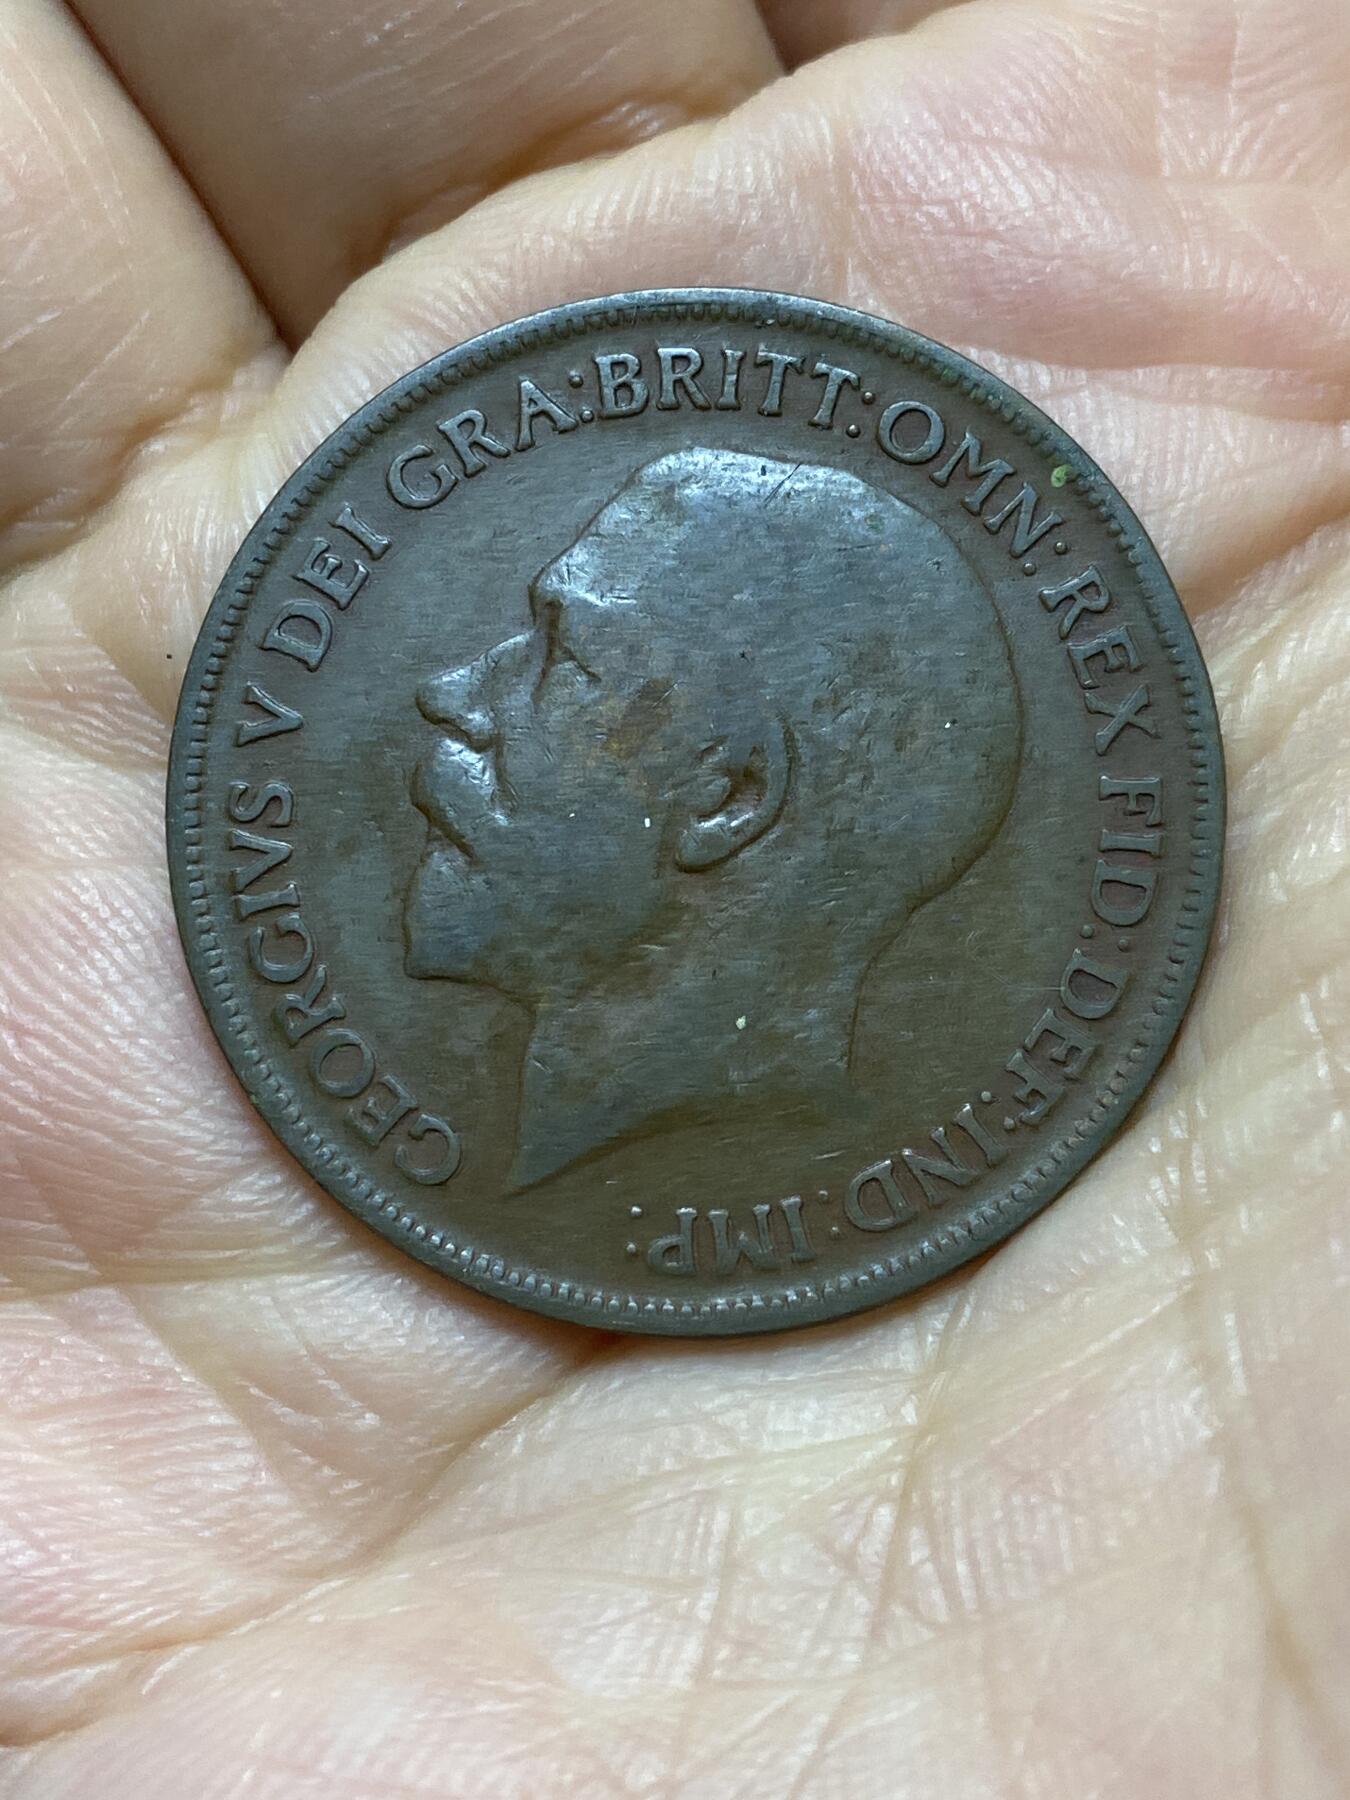 GEORGIVS V DEI GRA:BRITT:OMN:REX FID:DEF:IND:IMP: